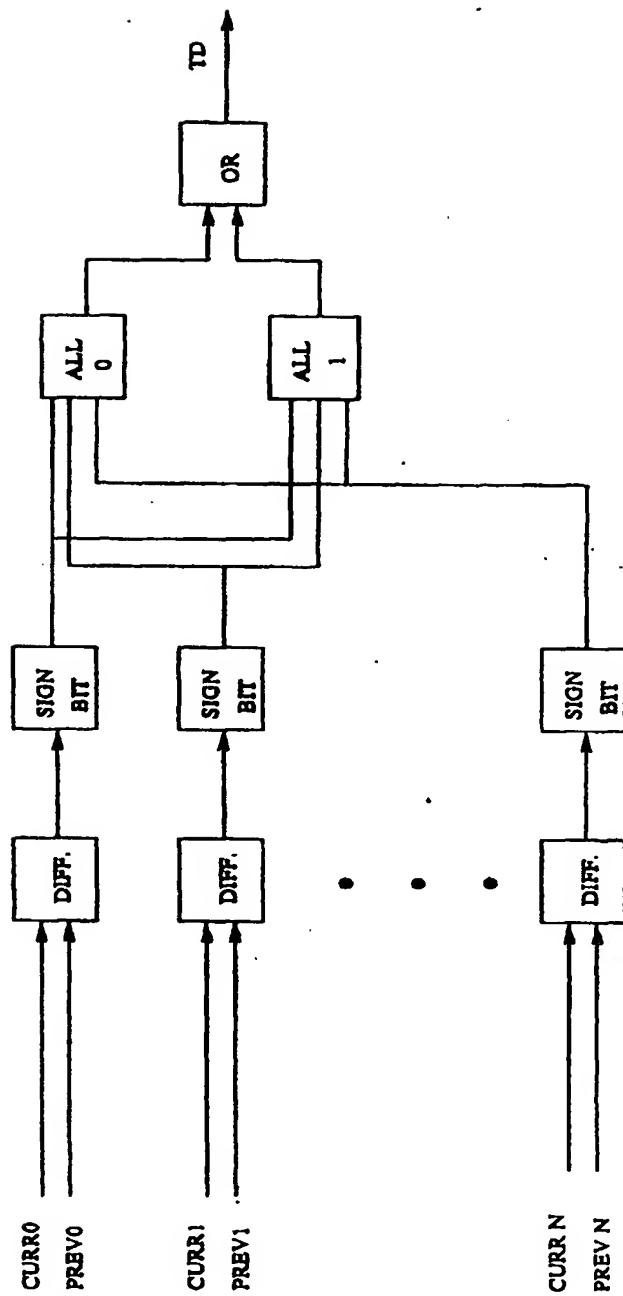 CURR0
PREV0
DIFF.
SIGN
BIT
ALL
0
OR
TD
CURR1
PREV1
DIFF.
SIGN
BIT
ALL
1
CURR N
PREV N
DIFF.
SIGN
BIT